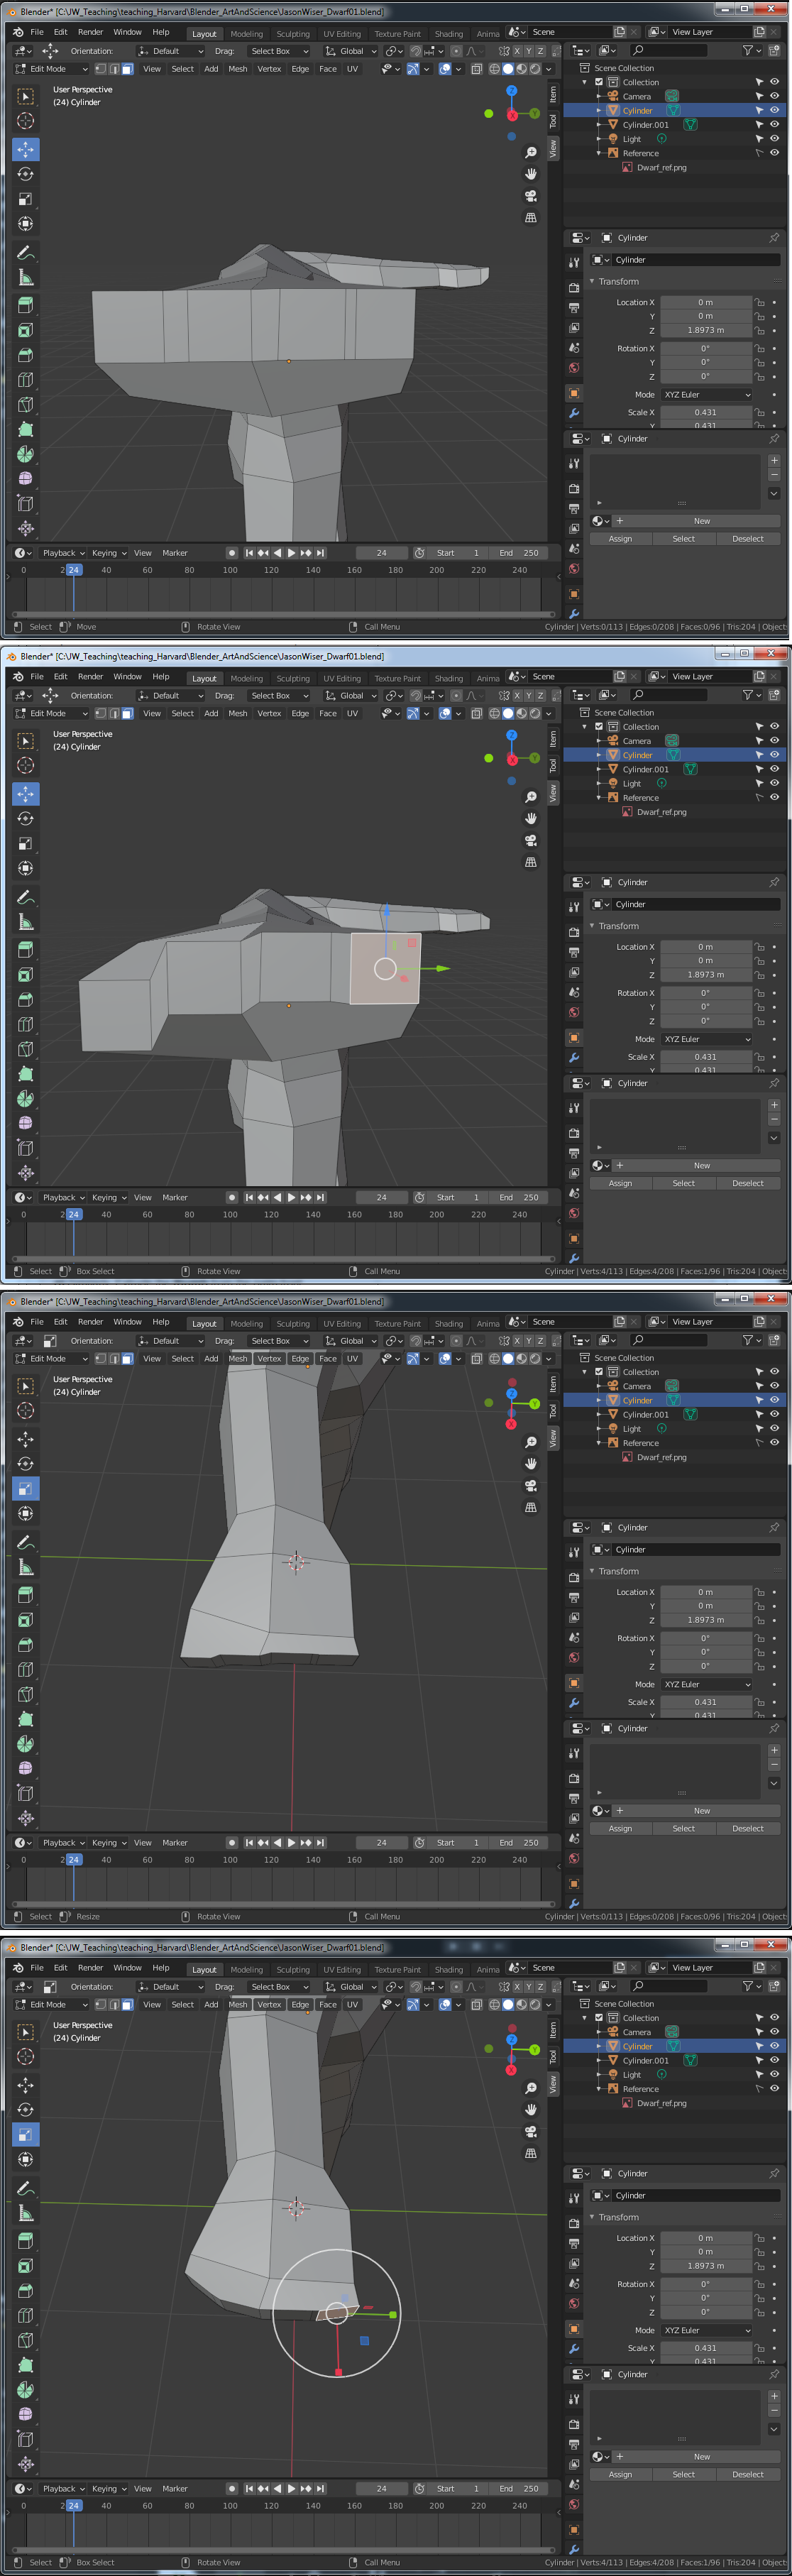 Blender* [C:\JW_Teaching\teaching_Harvard\Blender_ArtAndScience\JasonWiser_Dwarf01.blend]
File Edit Render Window Help Layout Modeling Sculpting UV Editing Texture Paint Shading Anima Scene View Layer
Orientation: Default Drag: Select Box Global X Y Z
Edit Mode View Select Add Mesh Vertex Edge Face UV
User Perspective
(24) Cylinder
Z
X
Y
Item
Tool
View
Scene Collection
Collection
Camera
Cylinder
Cylinder.001
Light
Reference
Dwarf_ref.png
Cylinder
Cylinder
Transform
Location X 0 m
Y 0 m
Z 1.8973 m
Rotation X 0°
Y 0°
Z 0°
Mode XYZ Euler
Scale X 0.431
Y 0.431
Cylinder
New
Assign Select Deselect
Playback Keying View Marker 24 Start 1 End 250
0 2 24 40 60 80 100 120 140 160 180 200 220 240
Select Move Rotate View Call Menu Cylinder | Verts:0/113 | Edges:0/208 | Faces:0/96 | Tris:204 | Object
Blender* [C:\JW_Teaching\teaching_Harvard\Blender_ArtAndScience\JasonWiser_Dwarf01.blend]
File Edit Render Window Help Layout Modeling Sculpting UV Editing Texture Paint Shading Anima Scene View Layer
Orientation: Default Drag: Select Box Global X Y Z
Edit Mode View Select Add Mesh Vertex Edge Face UV
User Perspective
(24) Cylinder
Z
X
Y
Item
Tool
View
Scene Collection
Collection
Camera
Cylinder
Cylinder.001
Light
Reference
Dwarf_ref.png
Cylinder
Cylinder
Transform
Location X 0 m
Y 0 m
Z 1.8973 m
Rotation X 0°
Y 0°
Z 0°
Mode XYZ Euler
Scale X 0.431
Y 0.431
Cylinder
New
Assign Select Deselect
Playback Keying View Marker 24 Start 1 End 250
0 2 24 40 60 80 100 120 140 160 180 200 220 240
Select Box Select Rotate View Call Menu Cylinder | Verts:4/113 | Edges:4/208 | Faces:1/96 | Tris:204 | Object
Blender* [C:\JW_Teaching\teaching_Harvard\Blender_ArtAndScience\JasonWiser_Dwarf01.blend]
File Edit Render Window Help Layout Modeling Sculpting UV Editing Texture Paint Shading Anima Scene View Layer
Orientation: Default Drag: Select Box Global X Y Z
Edit Mode View Select Add Mesh Vertex Edge Face UV
User Perspective
(24) Cylinder
Z
Y
X
Item
Tool
View
Scene Collection
Collection
Camera
Cylinder
Cylinder.001
Light
Reference
Dwarf_ref.png
Cylinder
Cylinder
Transform
Location X 0 m
Y 0 m
Z 1.8973 m
Rotation X 0°
Y 0°
Z 0°
Mode XYZ Euler
Scale X 0.431
Y 0.431
Cylinder
New
Assign Select Deselect
Playback Keying View Marker 24 Start 1 End 250
0 2 24 40 60 80 100 120 140 160 180 200 220 240
Select Resize Rotate View Call Menu Cylinder | Verts:0/113 | Edges:0/208 | Faces:0/96 | Tris:204 | Object
Blender* [C:\JW_Teaching\teaching_Harvard\Blender_ArtAndScience\JasonWiser_Dwarf01.blend]
File Edit Render Window Help Layout Modeling Sculpting UV Editing Texture Paint Shading Anima Scene View Layer
Orientation: Default Drag: Select Box Global X Y Z
Edit Mode View Select Add Mesh Vertex Edge Face UV
User Perspective
(24) Cylinder
Z
Y
X
Item
Tool
View
Scene Collection
Collection
Camera
Cylinder
Cylinder.001
Light
Reference
Dwarf_ref.png
Cylinder
Cylinder
Transform
Location X 0 m
Y 0 m
Z 1.8973 m
Rotation X 0°
Y 0°
Z 0°
Mode XYZ Euler
Scale X 0.431
Y 0.431
Cylinder
New
Assign Select Deselect
Playback Keying View Marker 24 Start 1 End 250
0 2 24 40 60 80 100 120 140 160 180 200 220 240
Select Box Select Rotate View Call Menu Cylinder | Verts:4/113 | Edges:4/208 | Faces:1/96 | Tris:204 | Object